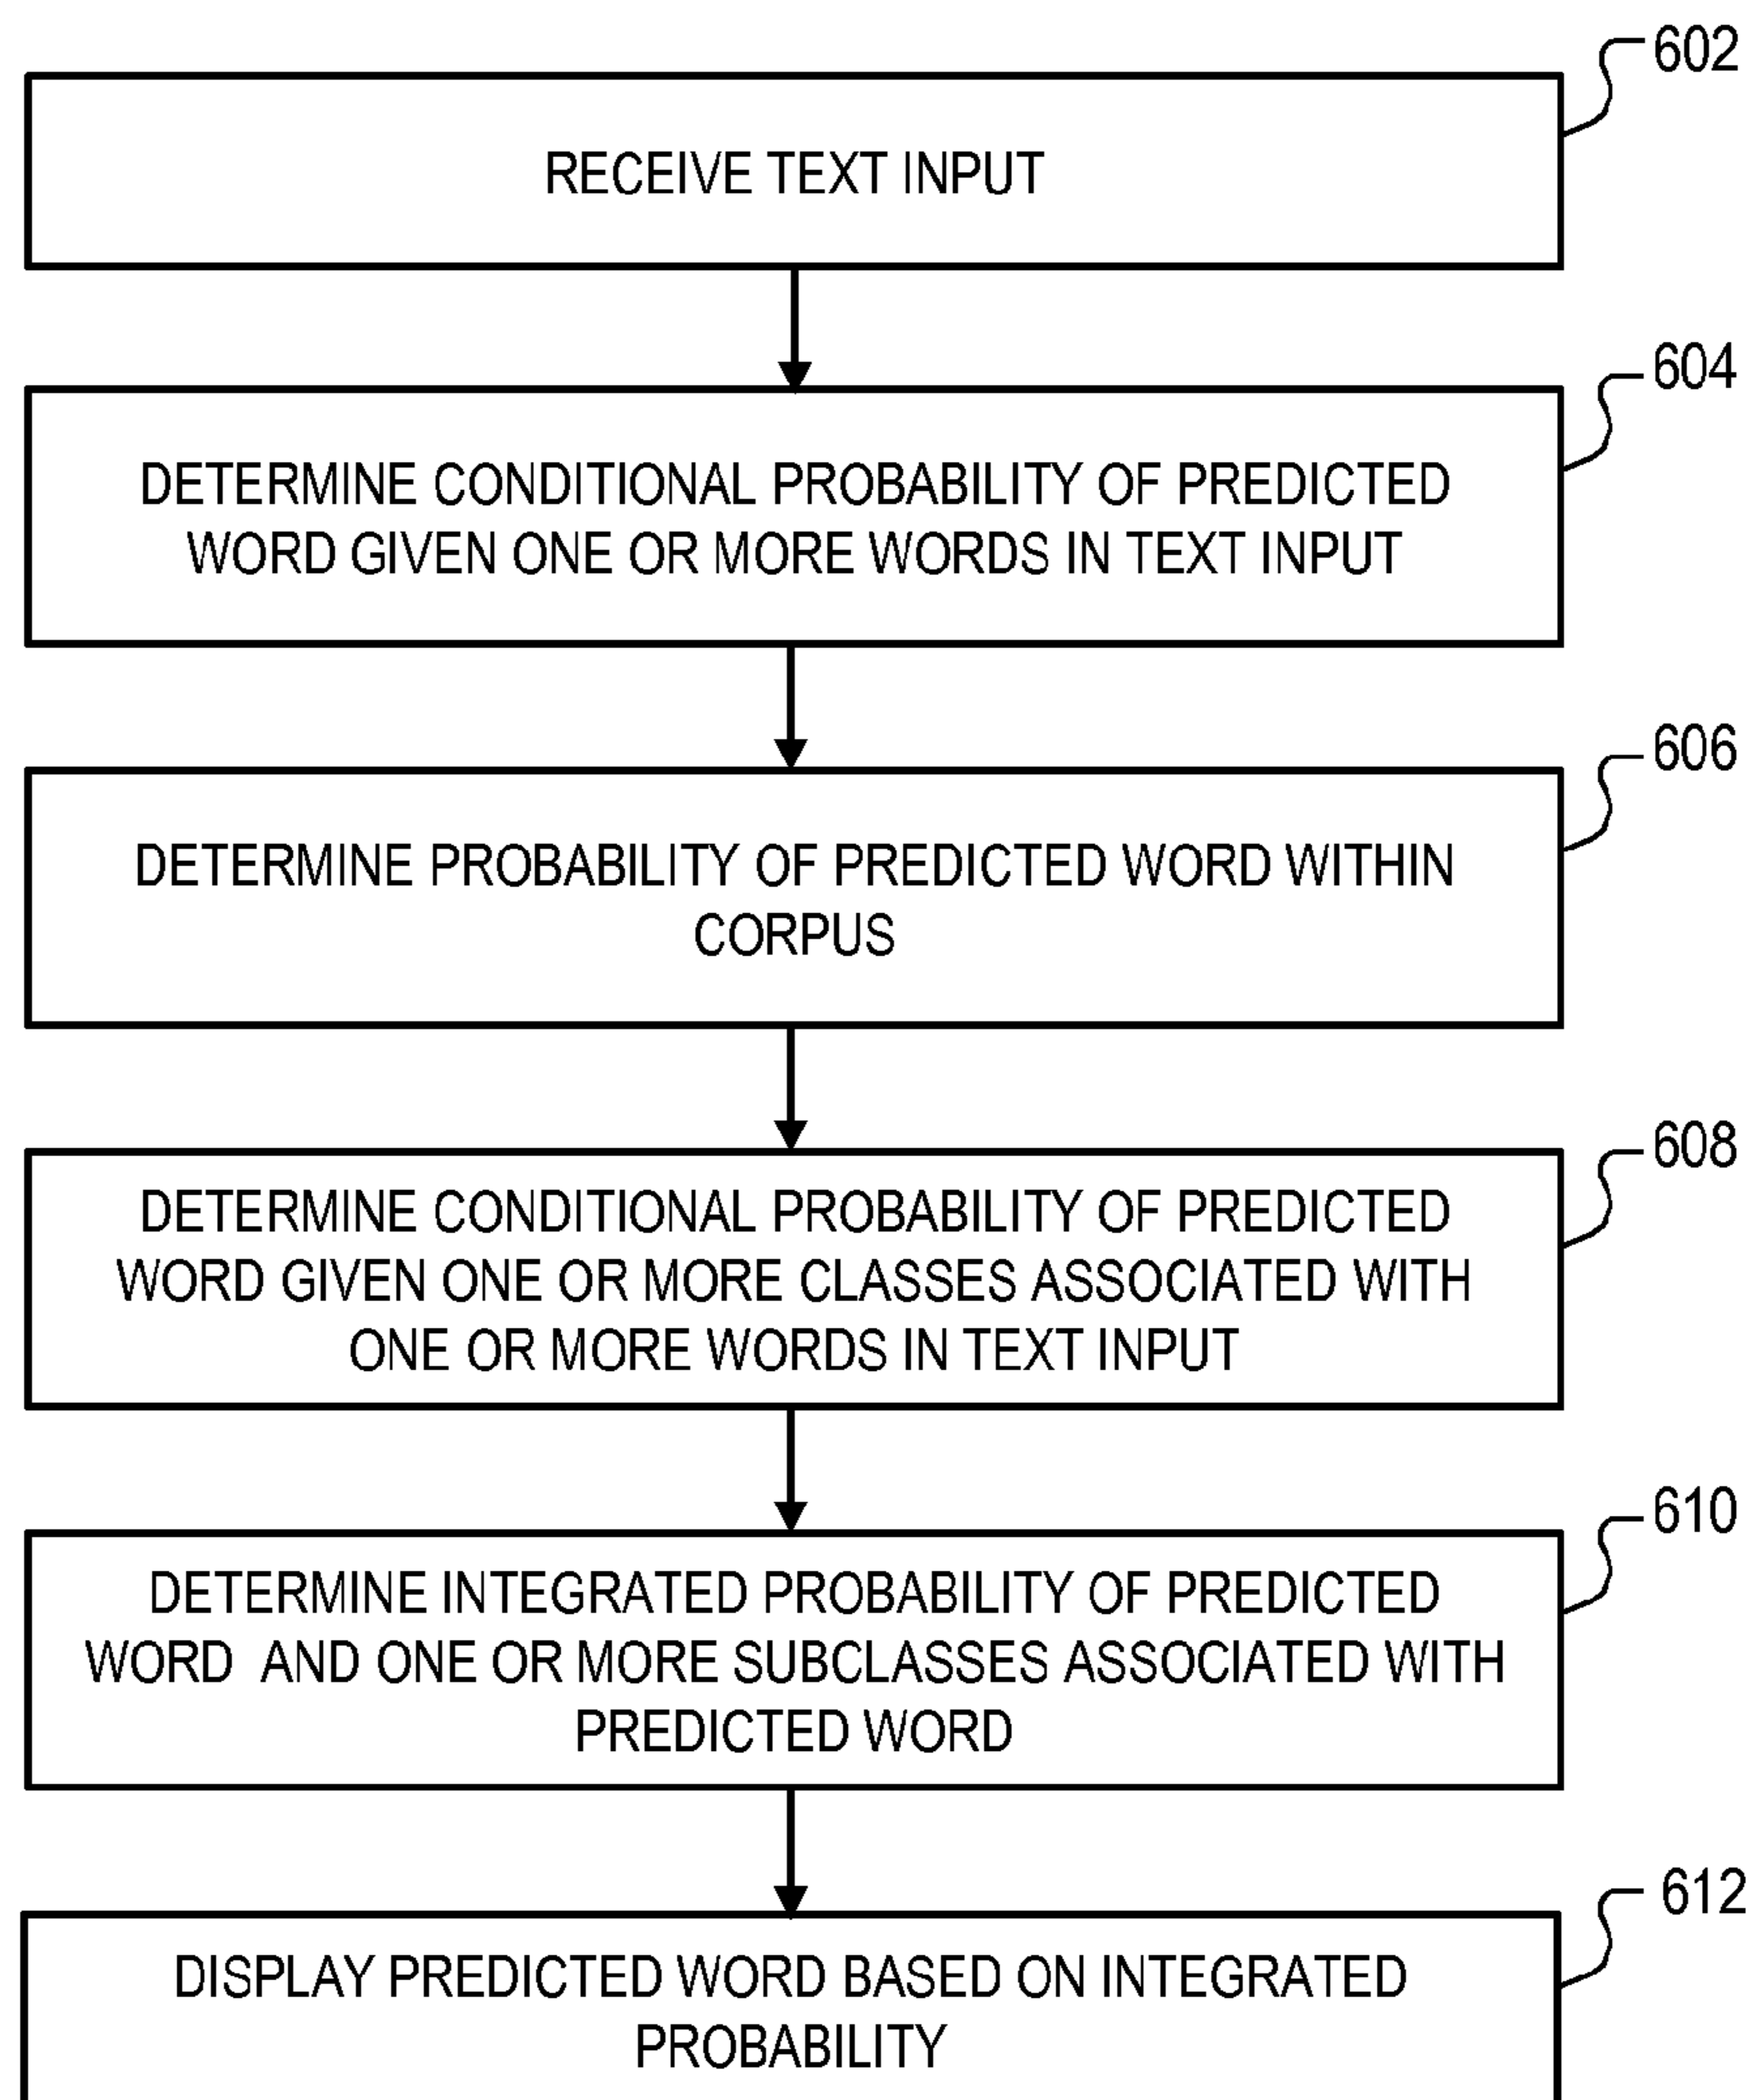 602
RECEIVE TEXT INPUT
604
DETERMINE CONDITIONAL PROBABILITY OF PREDICTED
WORD GIVEN ONE OR MORE WORDS IN TEXT INPUT
606
DETERMINE PROBABILITY OF PREDICTED WORD WITHIN
CORPUS
608
DETERMINE CONDITIONAL PROBABILITY OF PREDICTED
WORD GIVEN ONE OR MORE CLASSES ASSOCIATED WITH
ONE OR MORE WORDS IN TEXT INPUT
610
DETERMINE INTEGRATED PROBABILITY OF PREDICTED
WORD AND ONE OR MORE SUBCLASSES ASSOCIATED WITH
PREDICTED WORD
612
DISPLAY PREDICTED WORD BASED ON INTEGRATED
PROBABILITY